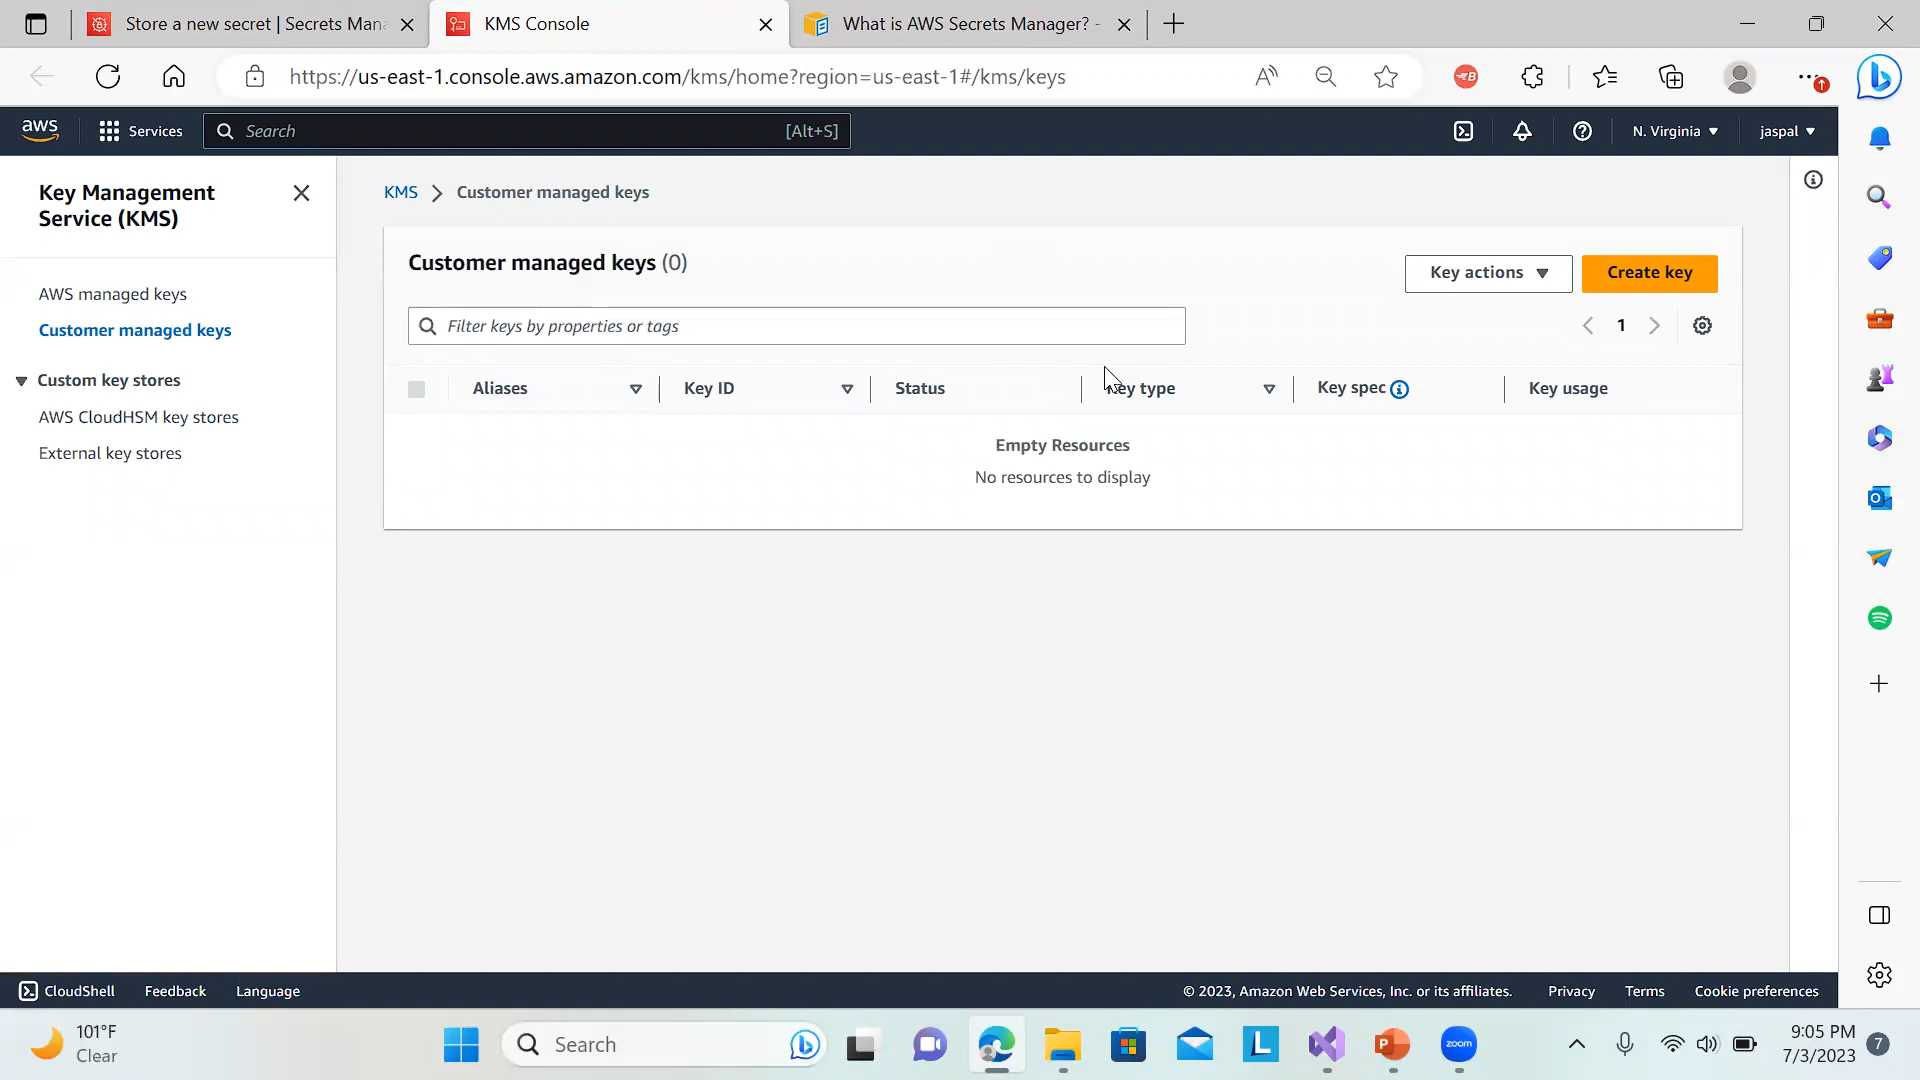 Store a new secret | Secrets Mana
KMS Console
What is AWS Secrets Manager? -
https://us-east-1.console.aws.amazon.com/kms/home?region=us-east-1#/kms/keys
aws
Services
Search
[Alt+S]
N. Virginia
jaspal
Key Management
Service (KMS)
AWS managed keys
Customer managed keys
Custom key stores
AWS CloudHSM key stores
External key stores
KMS
Customer managed keys
Customer managed keys (0)
Key actions
Create key
Filter keys by properties or tags
1
Aliases
Key ID
Status
Key type
Key spec
Key usage
Empty Resources
No resources to display
CloudShell
Feedback
Language
© 2023, Amazon Web Services, Inc. or its affiliates.
Privacy
Terms
Cookie preferences
101°F
Clear
Search
zoom
9:05 PM
7/3/2023
7